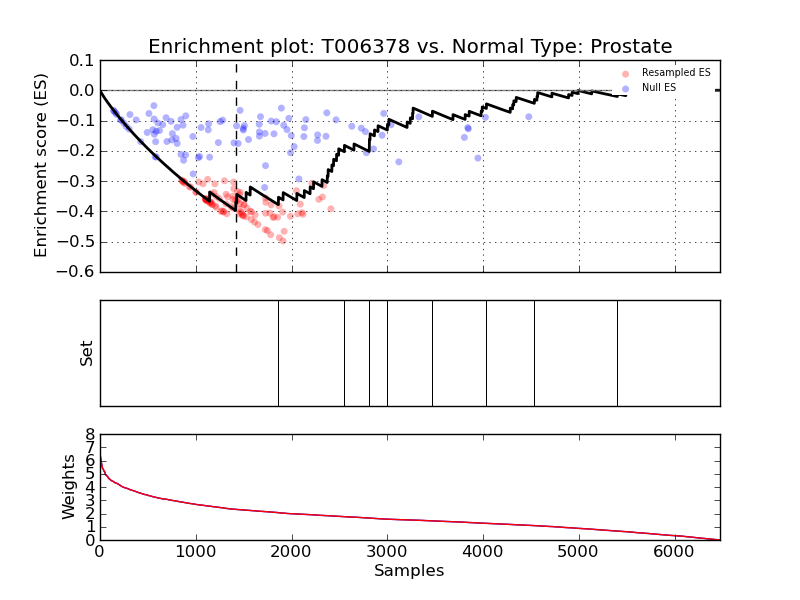 Enrichment plot: T006378 vs. Normal Type: Prostate
Enrichment score (ES)
0.1
0.0
−0.1
−0.2
−0.3
−0.4
−0.5
−0.6
Resampled ES
Null ES
Set
Weights
8
7
6
5
4
3
2
1
0
0 1000 2000 3000 4000 5000 6000
Samples